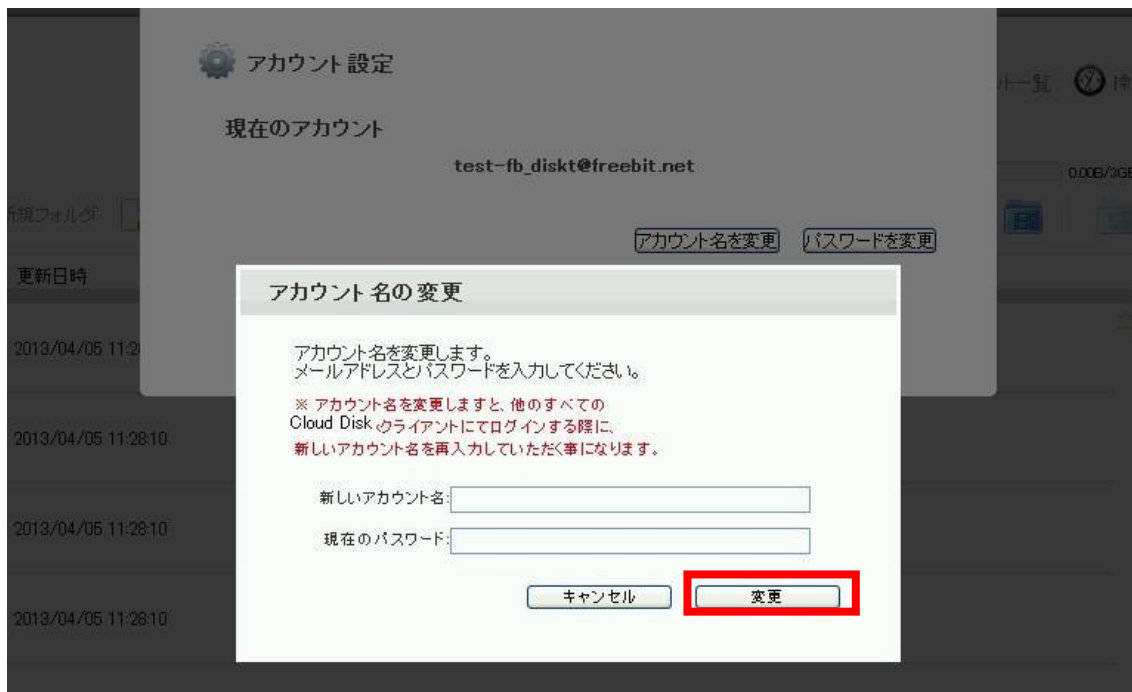 アカウント設定
現在のアカウント
test-fb_diskt@freebit.net
一覧
0.00B/3GB
新規フォルダ
アカウント名を変更 パスワードを変更
更新日時
アカウント名の変更
アカウント名を変更します。
メールアドレスとパスワードを入力してください。
※ アカウント名を変更しますと、他のすべての
Cloud Disk クライアントにてログインする際に、
新しいアカウント名を再入力していただく事になります。
新しいアカウント名:
現在のパスワード:
キャンセル 変更
2013/04/05 11:28
2013/04/05 11:28:10
2013/04/05 11:28:10
2013/04/05 11:28:10